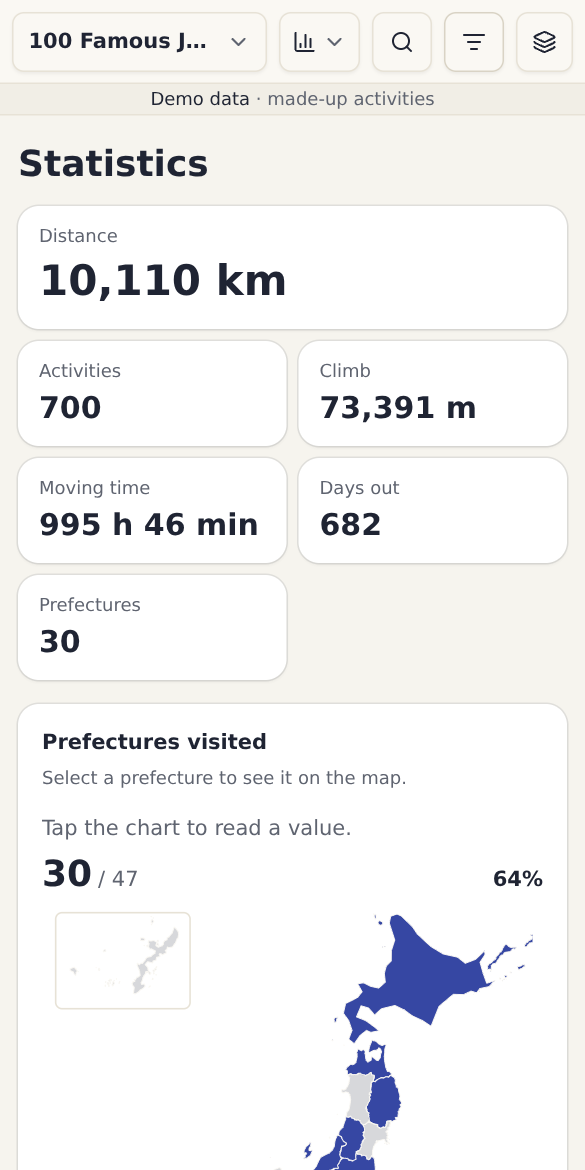 100 Famous J...
Demo data · made-up activities
Statistics
Distance
10,110 km
Activities
700
Climb
73,391 m
Moving time
995 h 46 min
Days out
682
Prefectures
30
Prefectures visited
Select a prefecture to see it on the map.
Tap the chart to read a value.
30 / 47
64%